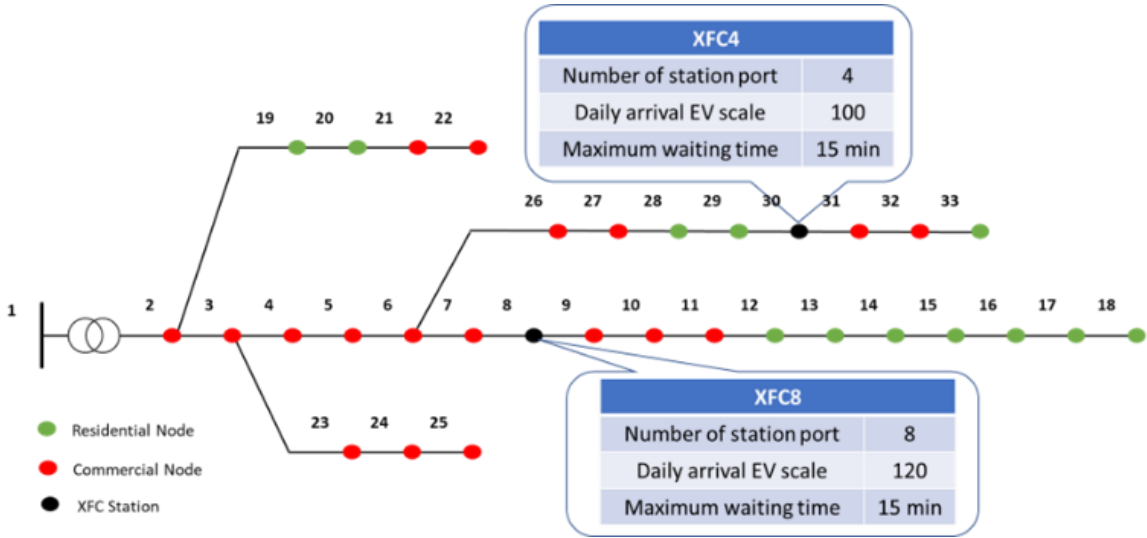 XFC4
Number of station port 4
Daily arrival EV scale 100
Maximum waiting time 15 min
19 20 21 22
26 27 28 29 30 31 32 33
1 2 3 4 5 6 7 8 9 10 11 12 13 14 15 16 17 18
23 24 25
Residential Node
Commercial Node
XFC Station
XFC8
Number of station port 8
Daily arrival EV scale 120
Maximum waiting time 15 min